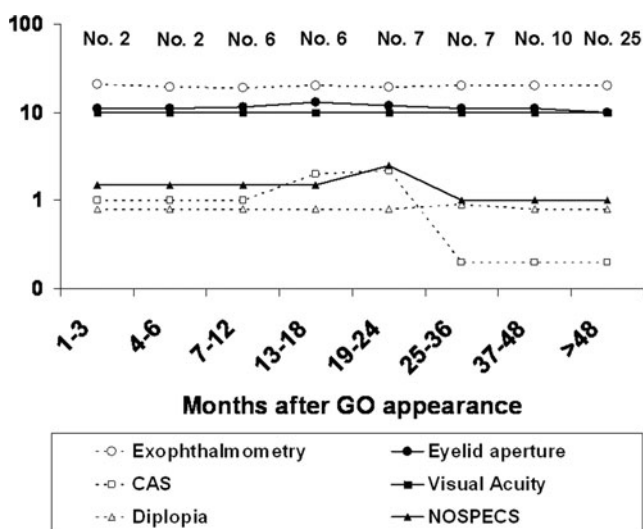 100
No. 2 No. 2 No. 6 No. 6 No. 7 No. 7 No. 10 No. 25
10
1
0
1-3 4-6 7-12 13-18 19-24 25-36 37-48 >48
Months after GO appearance
Exophthalmometry Eyelid aperture
CAS Visual Acuity
Diplopia NOSPECS